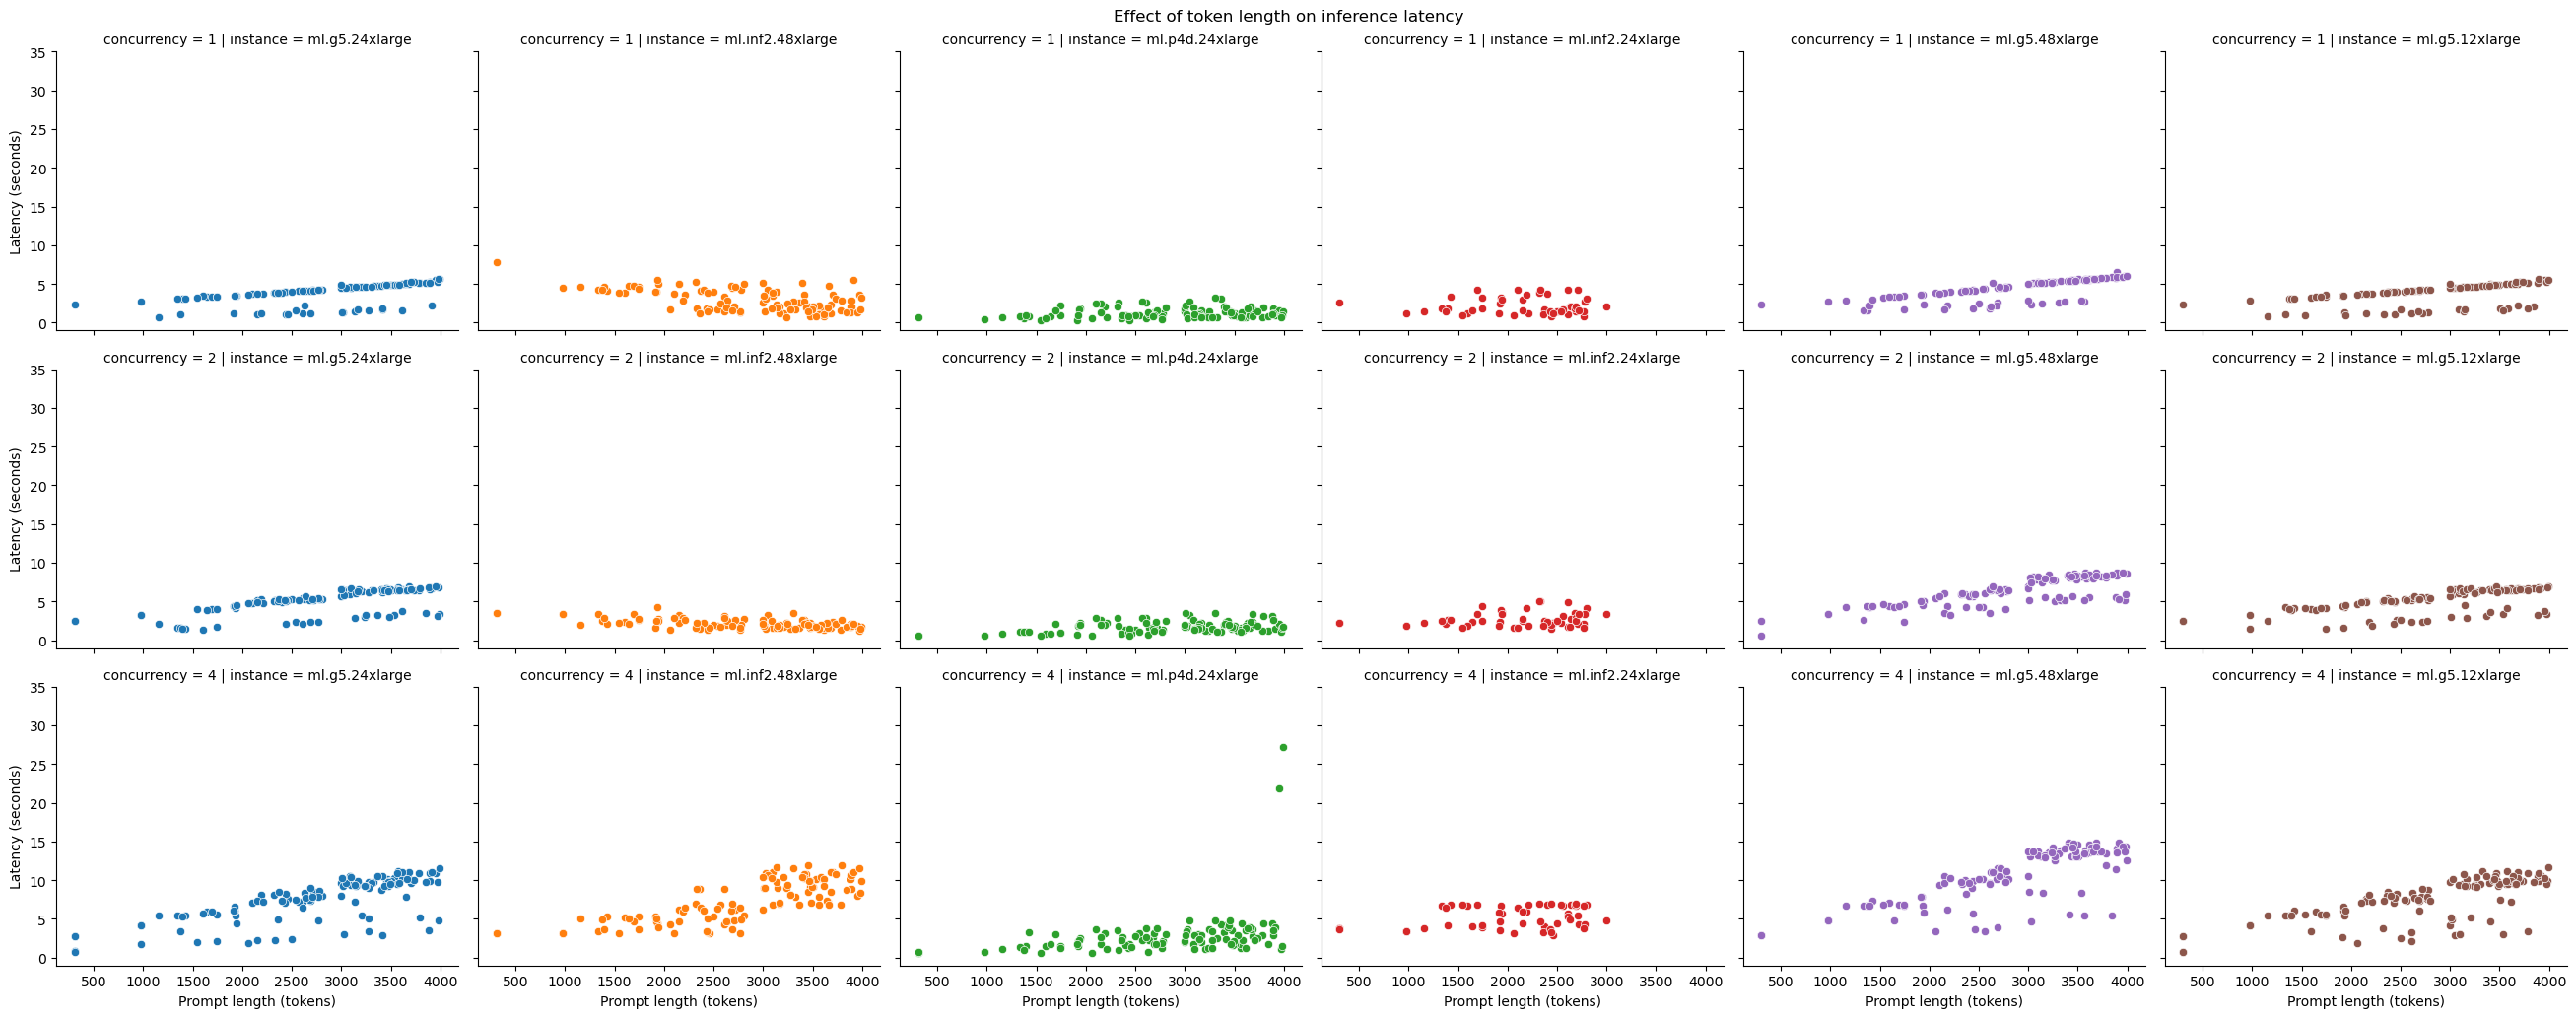 Effect of token length on inference latency
concurrency = 1 | instance = ml.g5.24xlarge
concurrency = 1 | instance = ml.inf2.48xlarge
concurrency = 1 | instance = ml.p4d.24xlarge
concurrency = 1 | instance = ml.inf2.24xlarge
concurrency = 1 | instance = ml.g5.48xlarge
concurrency = 1 | instance = ml.g5.12xlarge
Latency (seconds)
35
30
25
20
15
10
5
0
concurrency = 2 | instance = ml.g5.24xlarge
concurrency = 2 | instance = ml.inf2.48xlarge
concurrency = 2 | instance = ml.p4d.24xlarge
concurrency = 2 | instance = ml.inf2.24xlarge
concurrency = 2 | instance = ml.g5.48xlarge
concurrency = 2 | instance = ml.g5.12xlarge
Latency (seconds)
35
30
25
20
15
10
5
0
concurrency = 4 | instance = ml.g5.24xlarge
concurrency = 4 | instance = ml.inf2.48xlarge
concurrency = 4 | instance = ml.p4d.24xlarge
concurrency = 4 | instance = ml.inf2.24xlarge
concurrency = 4 | instance = ml.g5.48xlarge
concurrency = 4 | instance = ml.g5.12xlarge
Latency (seconds)
35
30
25
20
15
10
5
0
500 1000 1500 2000 2500 3000 3500 4000
500 1000 1500 2000 2500 3000 3500 4000
500 1000 1500 2000 2500 3000 3500 4000
500 1000 1500 2000 2500 3000 3500 4000
500 1000 1500 2000 2500 3000 3500 4000
500 1000 1500 2000 2500 3000 3500 4000
Prompt length (tokens)
Prompt length (tokens)
Prompt length (tokens)
Prompt length (tokens)
Prompt length (tokens)
Prompt length (tokens)